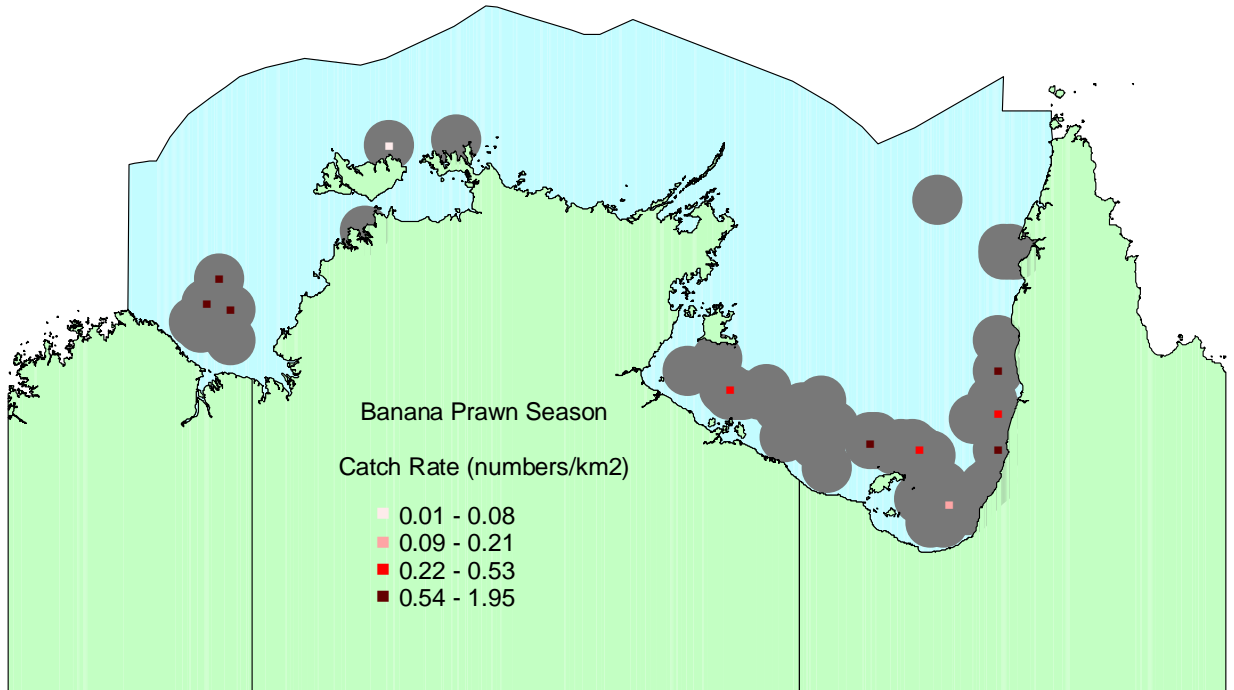 Banana Prawn Season
Catch Rate (numbers/km2)
0.01 - 0.08
0.09 - 0.21
0.22 - 0.53
0.54 - 1.95